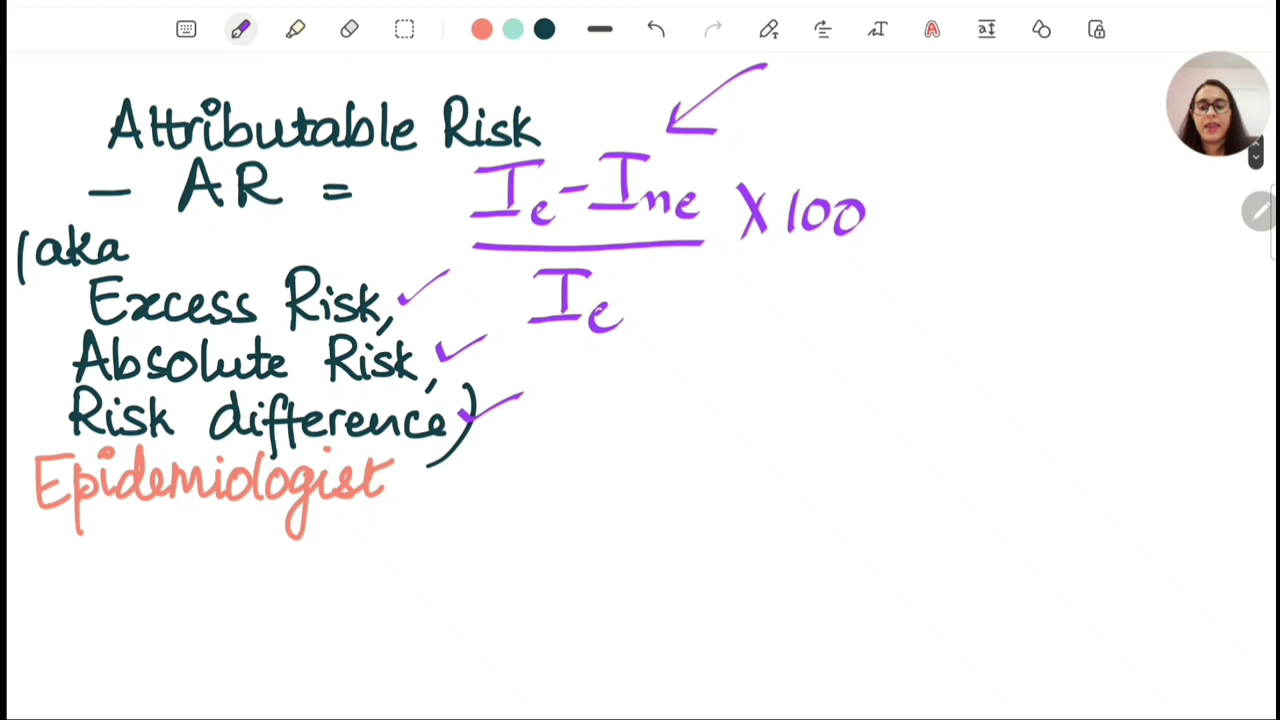 Attributable Risk
- AR = Ie - Ine / Ie X 100
(aka
Excess Risk,
Absolute Risk,
Risk difference)
Epidemiologist